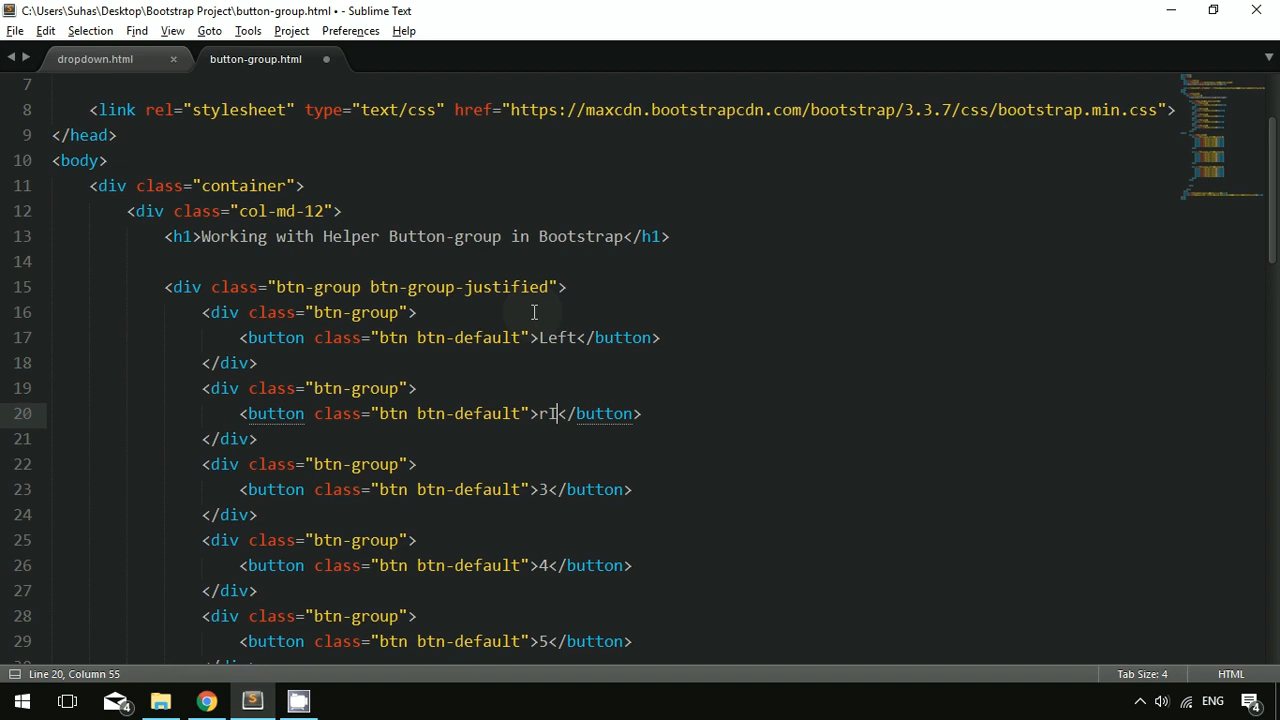 C:\Users\Suhas\Desktop\Bootstrap Project\button-group.html • - Sublime Text
File Edit Selection Find View Goto Tools Project Preferences Help
dropdown.html × button-group.html
7
8 <link rel="stylesheet" type="text/css" href="https://maxcdn.bootstrapcdn.com/bootstrap/3.3.7/css/bootstrap.min.css">
9 </head>
10 <body>
11 <div class="container">
12 <div class="col-md-12">
13 <h1>Working with Helper Button-group in Bootstrap</h1>
14
15 <div class="btn-group btn-group-justified">
16 <div class="btn-group">
17 <button class="btn btn-default">Left</button>
18 </div>
19 <div class="btn-group">
20 <button class="btn btn-default">rI</button>
21 </div>
22 <div class="btn-group">
23 <button class="btn btn-default">3</button>
24 </div>
25 <div class="btn-group">
26 <button class="btn btn-default">4</button>
27 </div>
28 <div class="btn-group">
29 <button class="btn btn-default">5</button>
Line 20, Column 55 Tab Size: 4 HTML
4 S ENG 4